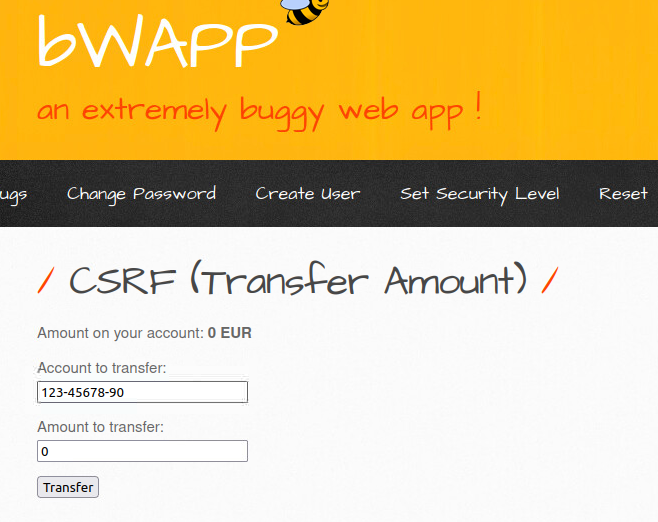 bWAPP
an extremely buggy web app !
ugs Change Password Create User Set Security Level Reset
/ CSRF (Transfer Amount) /
Amount on your account: 0 EUR
Account to transfer:
123-45678-90
Amount to transfer:
0
Transfer